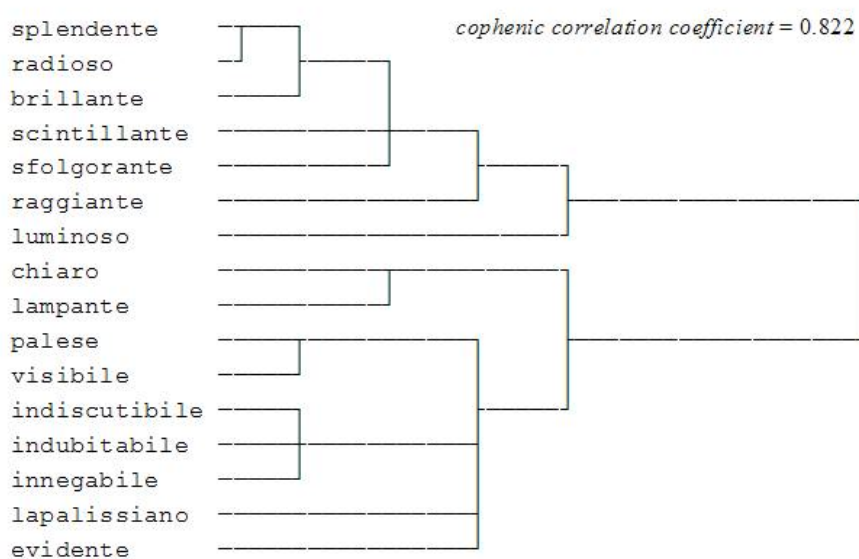 splendente
cophenic correlation coefficient = 0.822
radioso
brillante
scintillante
sfolgorante
raggiante
luminoso
chiaro
lampante
palese
visibile
indiscutibile
indubitabile
innegabile
lapalissiano
evidente